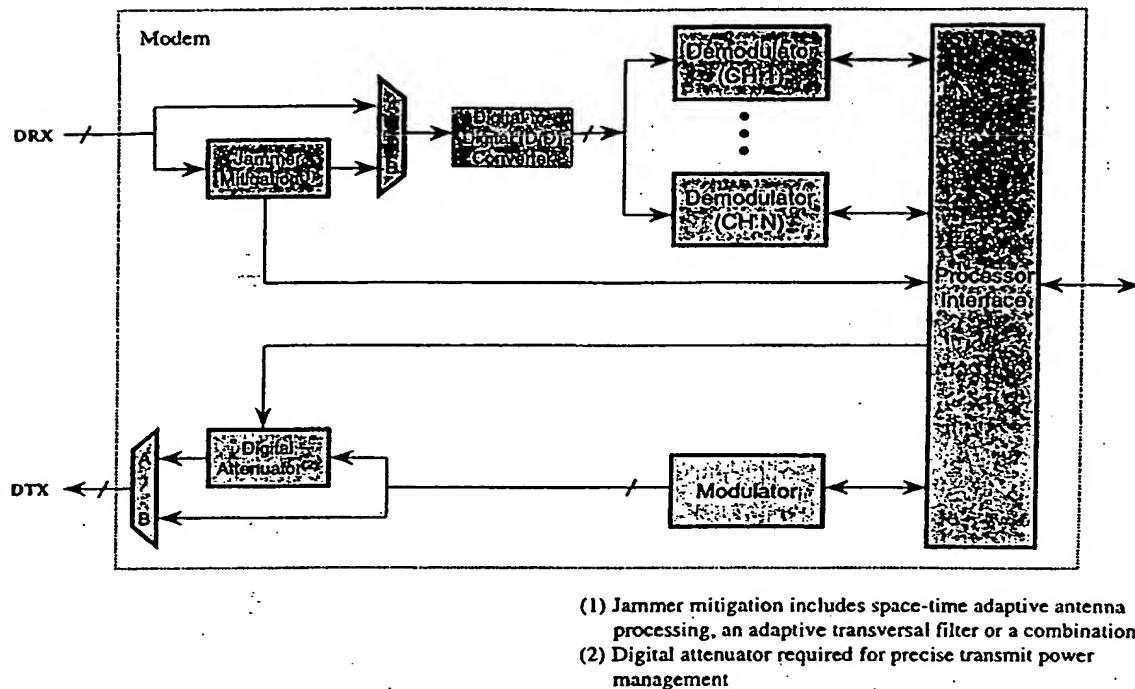 Modem
Demodulator
(CH 1)
DRX
A
B
Digital to
Digital (D/D)
Converter
Jammer
Mitigation(1)
Demodulator
(CH N)
Processor
Interface
DTX
A
B
Digital
Attenuator(2)
Modulator
(1) Jammer mitigation includes space-time adaptive antenna
processing, an adaptive transversal filter or a combination
(2) Digital attenuator required for precise transmit power
management